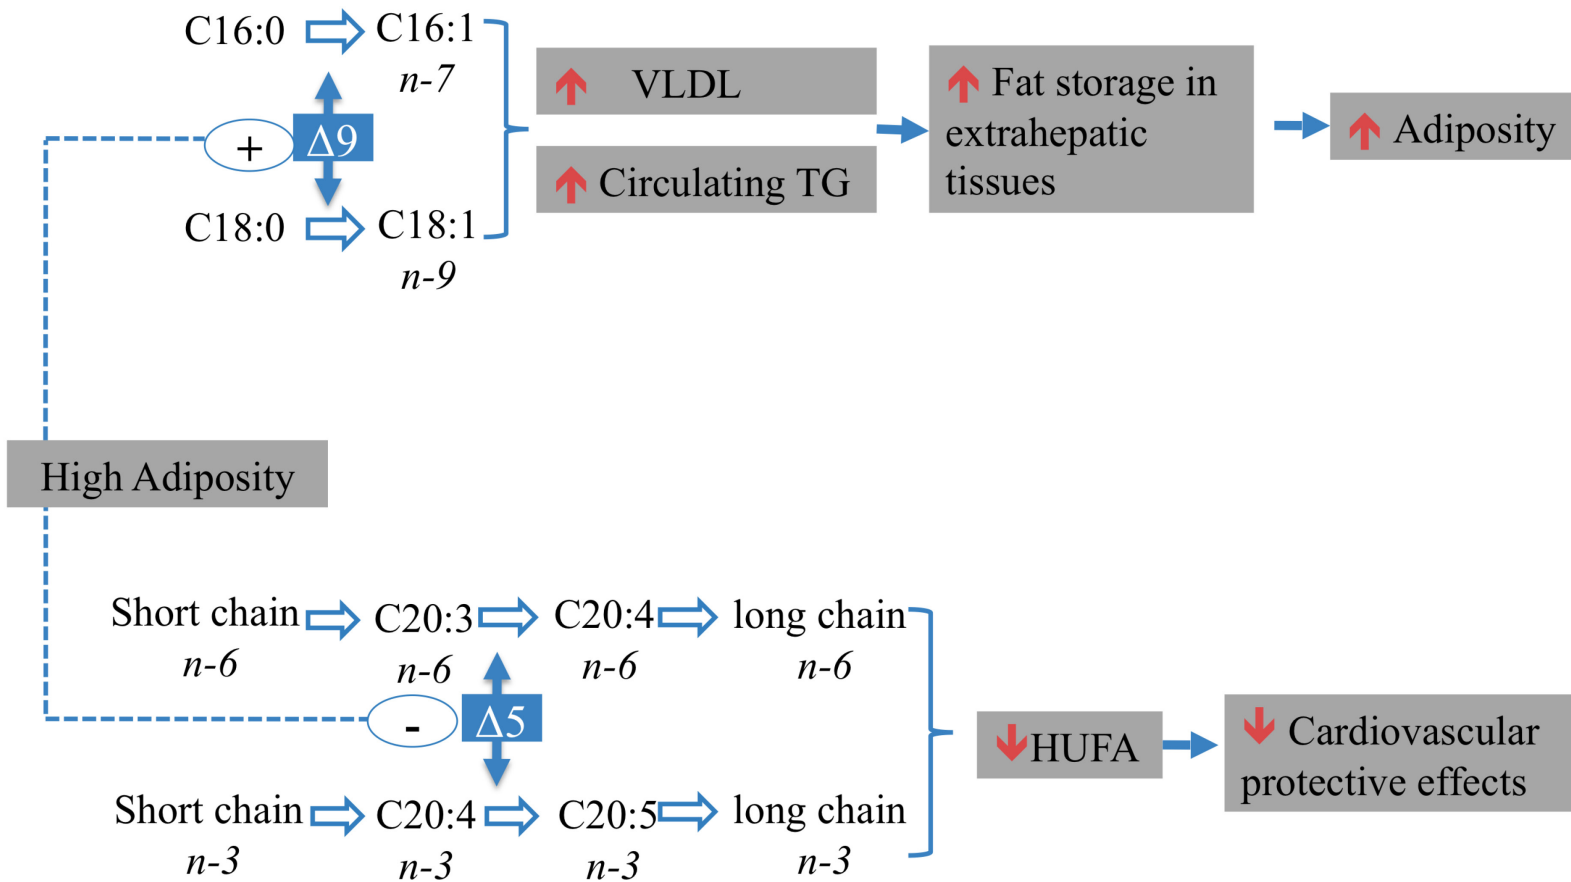 C16:0 C16:1
n-7
+ Δ9
C18:0 C18:1
n-9
VLDL
Circulating TG
Fat storage in
extrahepatic
tissues
Adiposity
High Adiposity
Short chain C20:3 C20:4 long chain
n-6 n-6 n-6 n-6
- Δ5
Short chain C20:4 C20:5 long chain
n-3 n-3 n-3 n-3
HUFA
Cardiovascular
protective effects